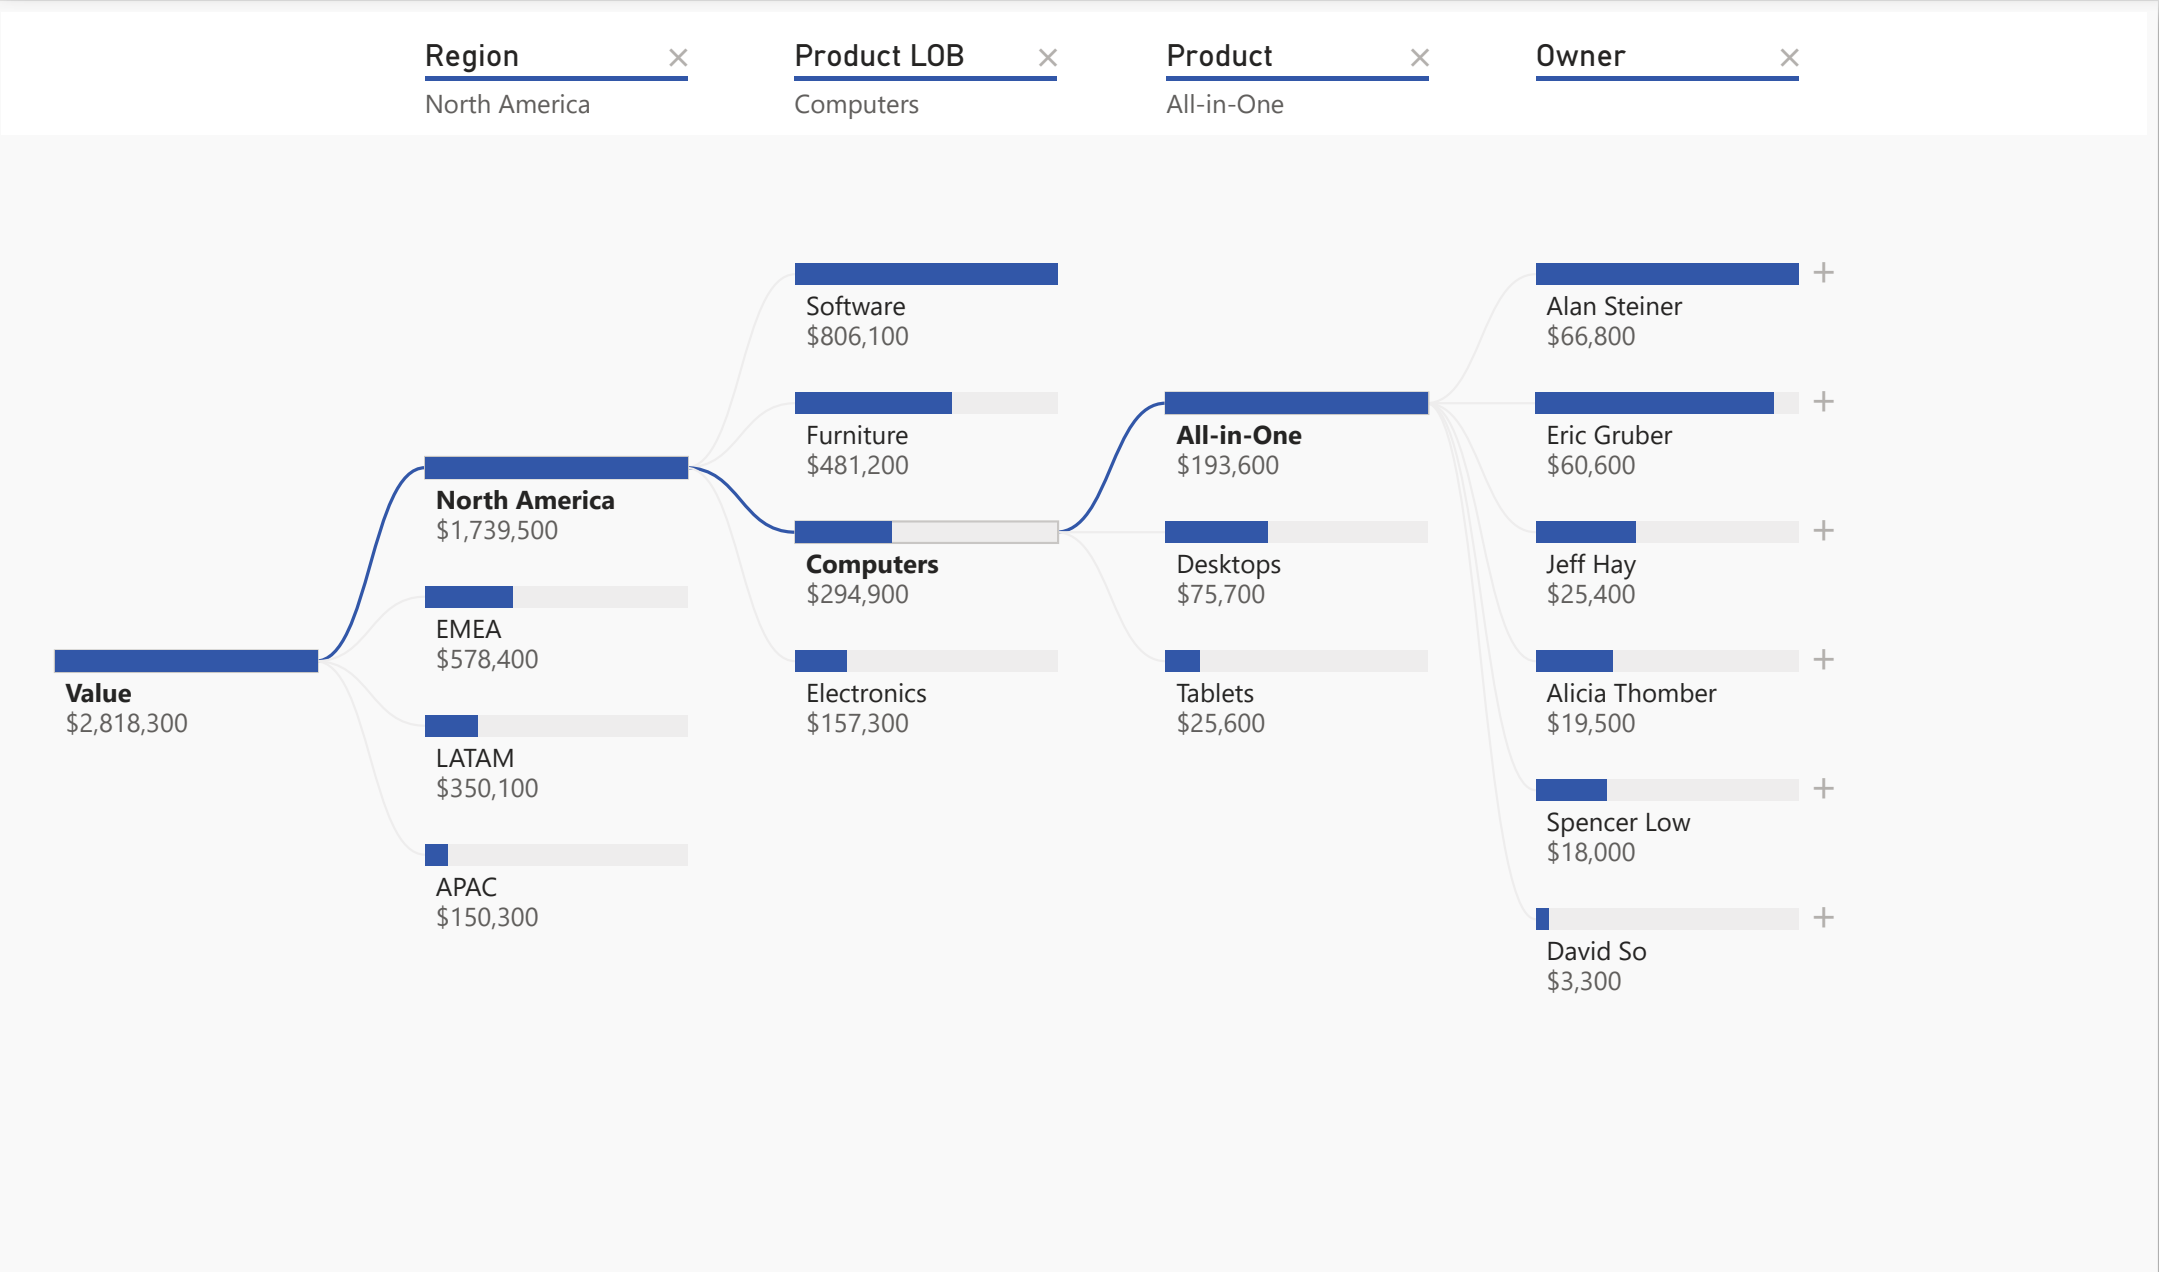 Region
North America
Product LOB
Computers
Product
All-in-One
Owner
Value
$2,818,300
North America
$1,739,500
EMEA
$578,400
LATAM
$350,100
APAC
$150,300
Software
$806,100
Furniture
$481,200
Computers
$294,900
Electronics
$157,300
All-in-One
$193,600
Desktops
$75,700
Tablets
$25,600
Alan Steiner
$66,800
Eric Gruber
$60,600
Jeff Hay
$25,400
Alicia Thomber
$19,500
Spencer Low
$18,000
David So
$3,300